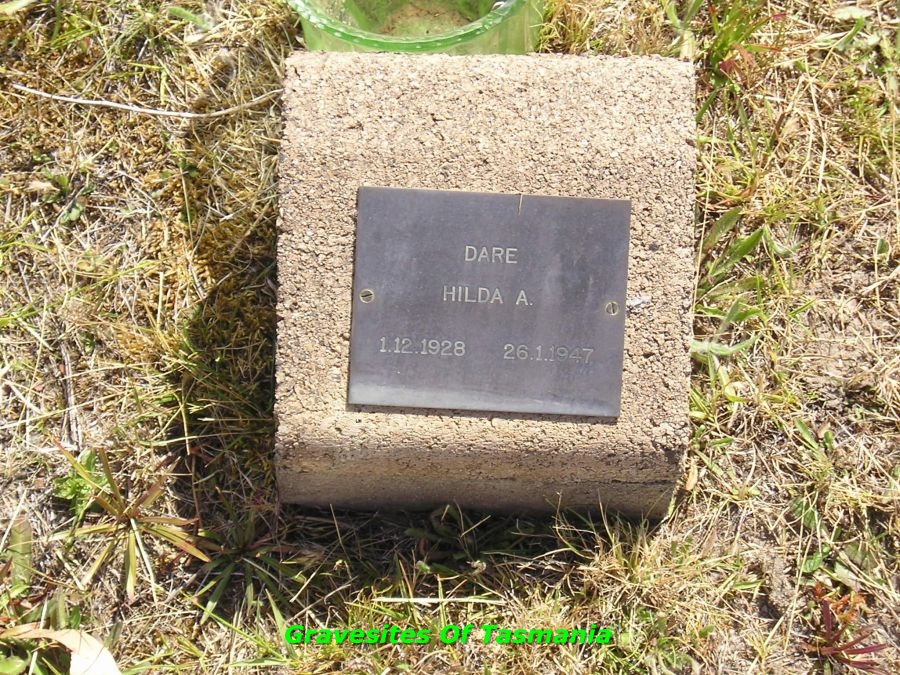 DARE
HILDA A.
1.12.1928 26.1.1947
Gravesites Of Tasmania